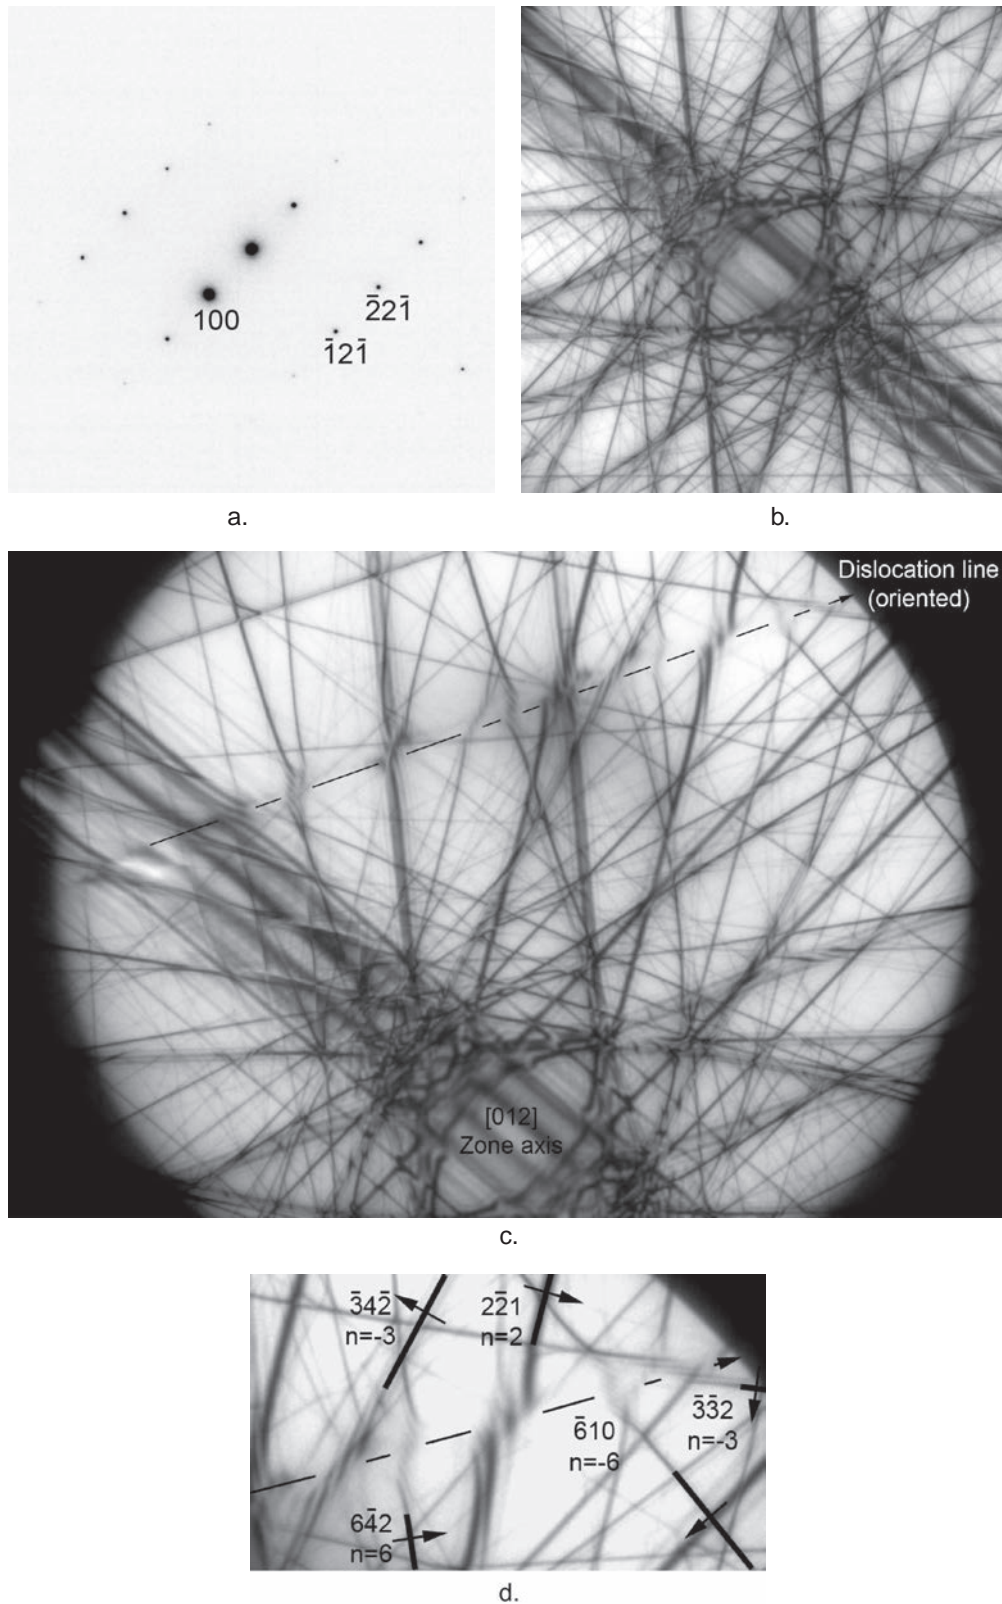 100
2̄21̄
1̄21̄
a.
b.
Dislocation line
(oriented)
[012]
Zone axis
c.
3̄42̄
n=-3
22̄1
n=2
3̄3̄2
n=-3
6̄10
n=-6
64̄2
n=6
d.